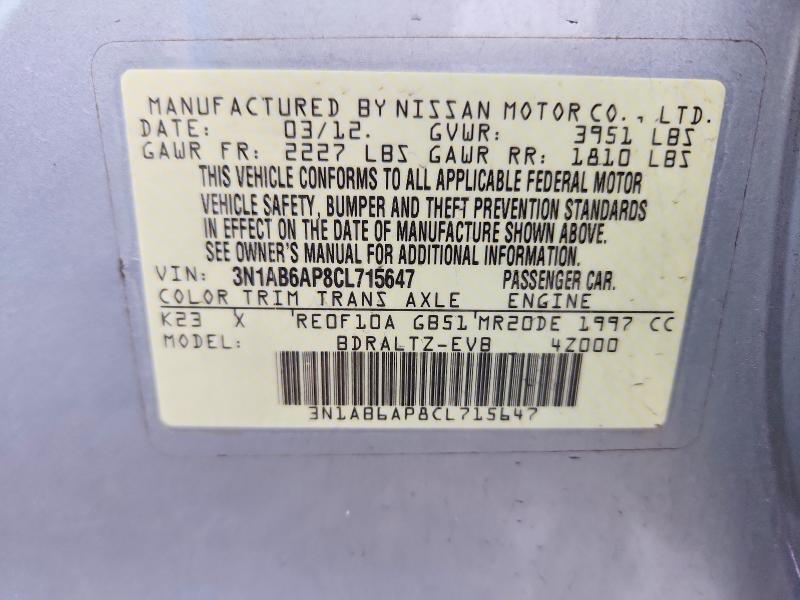 MANUFACTURED BY NISSAN MOTOR CO., LTD.
DATE: 03/12. GVWR: 3951 LBS
GAWR FR: 2227 LBS GAWR RR: 1810 LBS
THIS VEHICLE CONFORMS TO ALL APPLICABLE FEDERAL MOTOR
VEHICLE SAFETY, BUMPER AND THEFT PREVENTION STANDARDS
IN EFFECT ON THE DATE OF MANUFACTURE SHOWN ABOVE.
SEE OWNER'S MANUAL FOR ADDITIONAL INFORMATION.
VIN: 3N1AB6AP8CL715647 PASSENGER CAR.
COLOR TRIM TRANS AXLE ENGINE
K23 X RE0F10A GB51 MR20DE 1997 CC
MODEL: BDRALTZ-EVB 4Z000
3N1AB6AP8CL715647